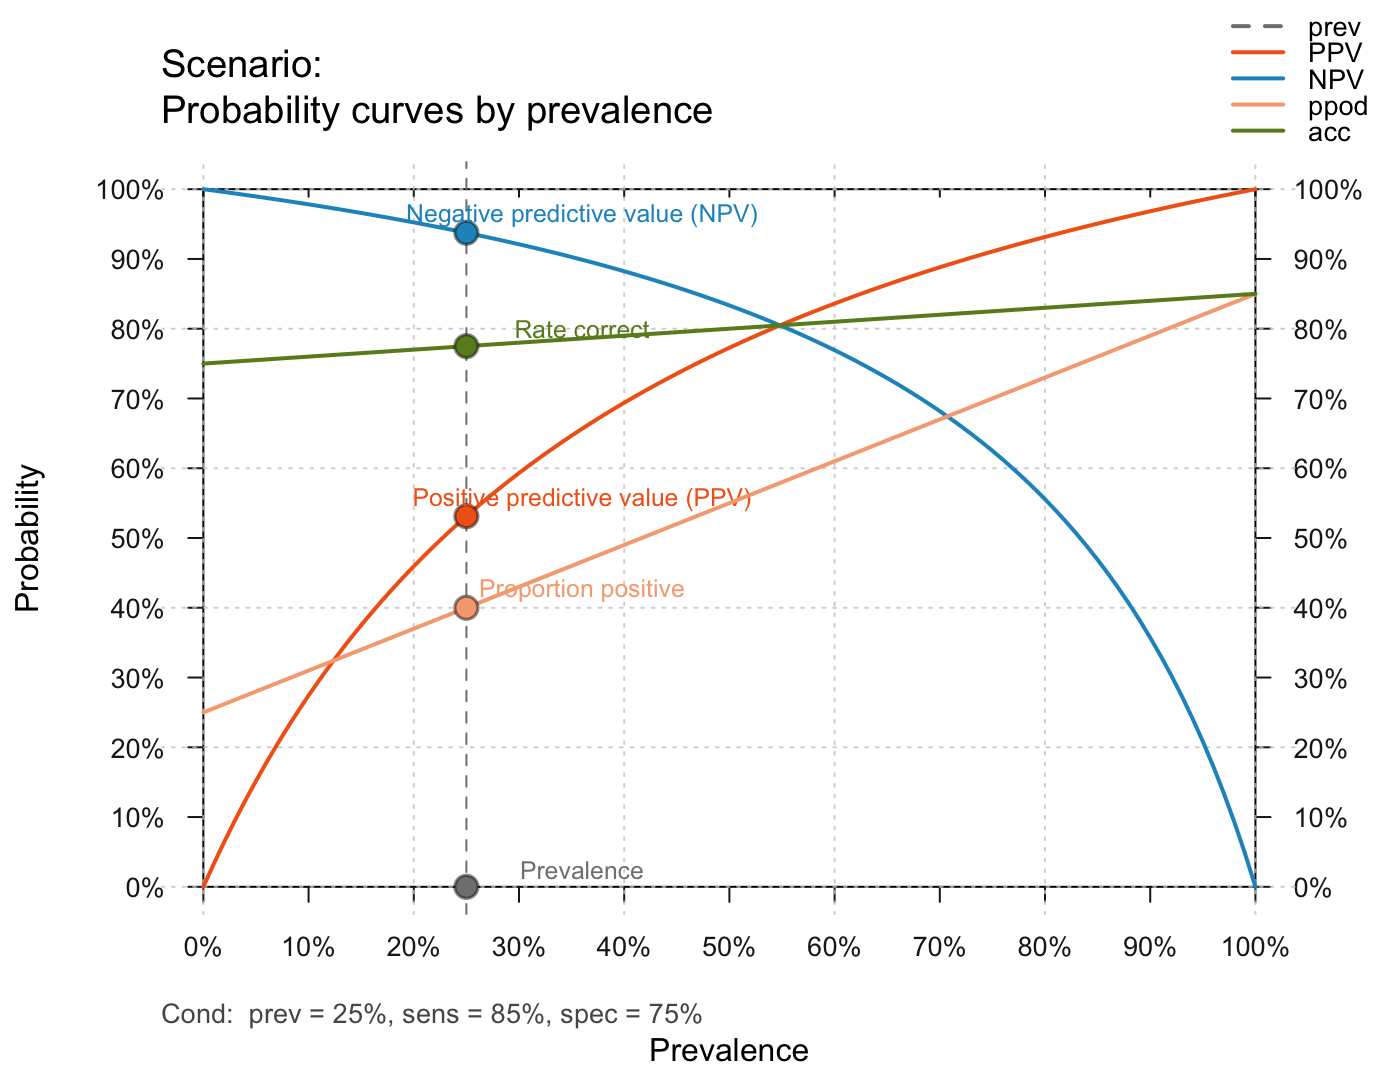 Scenario:
Probability curves by prevalence
prev
PPV
NPV
ppod
acc
100%
90%
80%
70%
60%
50%
40%
30%
20%
10%
0%
Probability
Negative predictive value (NPV)
Rate correct
Positive predictive value (PPV)
Proportion positive
Prevalence
100%
90%
80%
70%
60%
50%
40%
30%
20%
10%
0%
0% 10% 20% 30% 40% 50% 60% 70% 80% 90% 100%
Cond:  prev = 25%, sens = 85%, spec = 75%
Prevalence